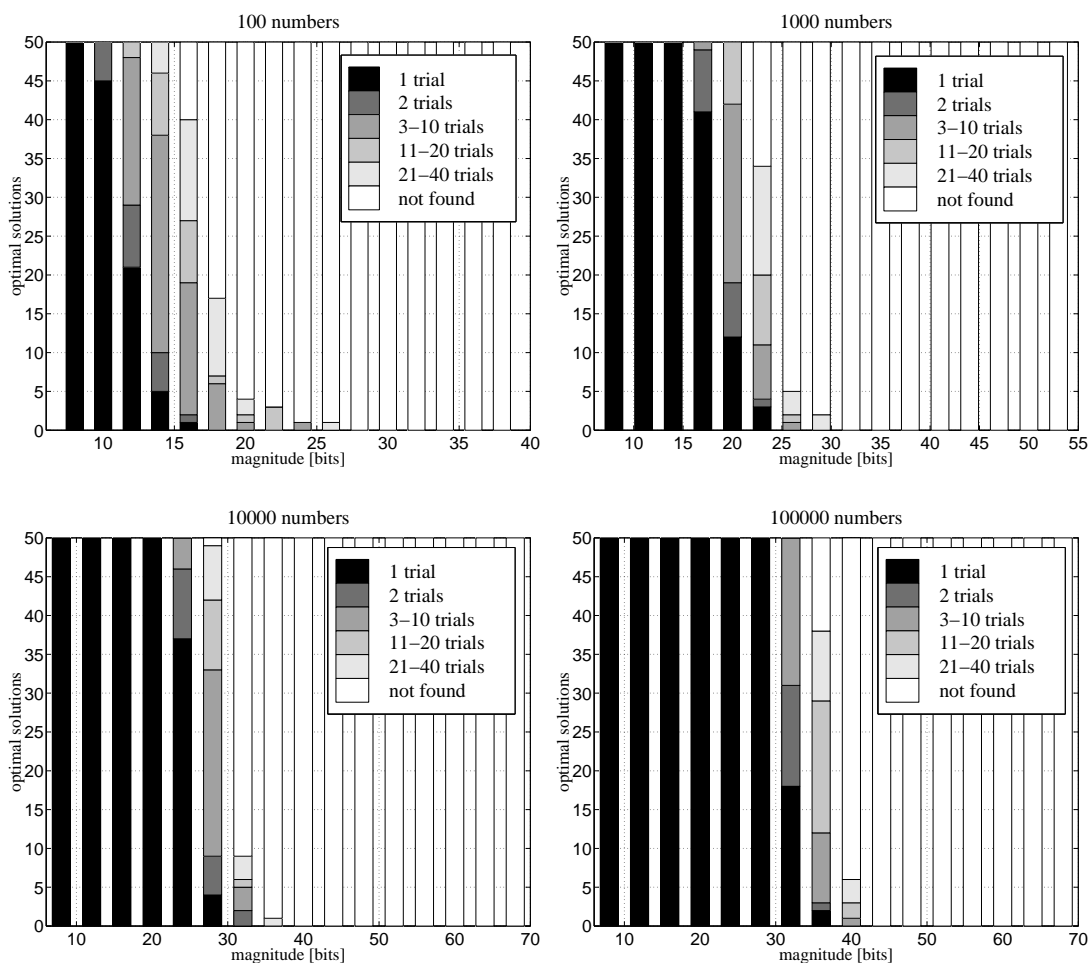 100 numbers
50
45
40
35
30
25
20
15
10
5
0
optimal solutions
1 trial
2 trials
3−10 trials
11−20 trials
21−40 trials
not found
10 15 20 25 30 35 40
magnitude [bits]
1000 numbers
50
45
40
35
30
25
20
15
10
5
0
optimal solutions
1 trial
2 trials
3−10 trials
11−20 trials
21−40 trials
not found
10 15 20 25 30 35 40 45 50 55
magnitude [bits]
10000 numbers
50
45
40
35
30
25
20
15
10
5
0
optimal solutions
1 trial
2 trials
3−10 trials
11−20 trials
21−40 trials
not found
10 20 30 40 50 60 70
magnitude [bits]
100000 numbers
50
45
40
35
30
25
20
15
10
5
0
optimal solutions
1 trial
2 trials
3−10 trials
11−20 trials
21−40 trials
not found
10 20 30 40 50 60 70
magnitude [bits]